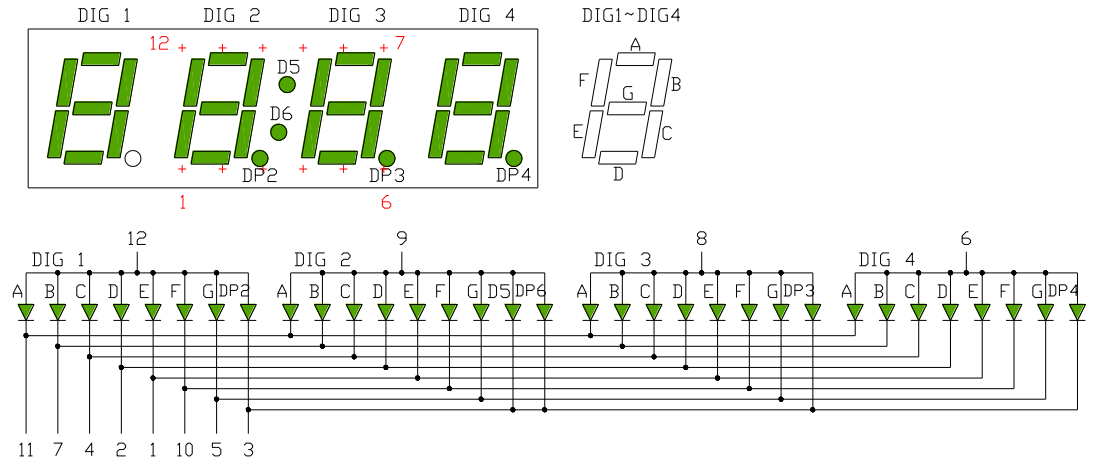 DIG 1 DIG 2 DIG 3 DIG 4 DIG1~DIG4
12 7
A
D5
F B
G
D6
E C
DP2 DP3 DP4 D
1 6
12 9 8 6
DIG 1 DIG 2 DIG 3 DIG 4
A B C D E F G DP2 A B C D E F G D5 DP6 A B C D E F G DP3 A B C D E F G DP4
11 7 4 2 1 10 5 3